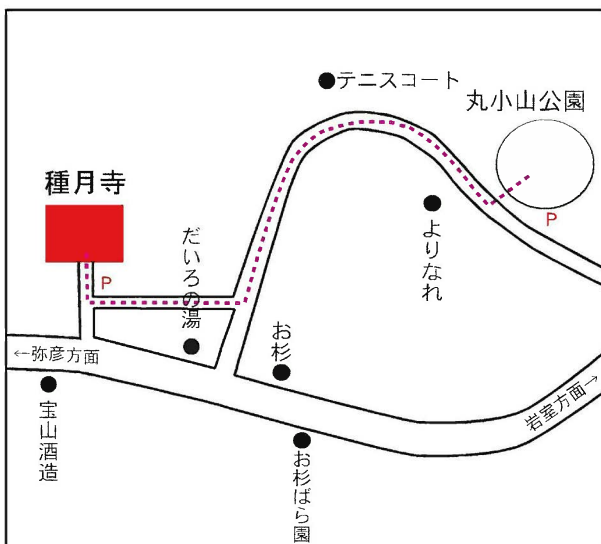 テニスコート
丸小山公園
種月寺
P
P
よりなれ
だいろの湯
お杉
←弥彦方面
岩室方面→
宝山酒造
お杉ばら園